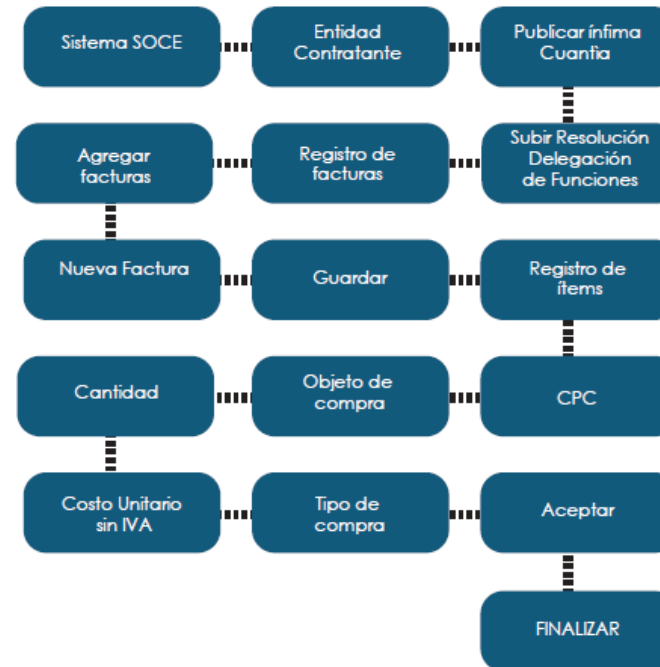 Sistema SOCE
Entidad
Contratante
Publicar ínfima
Cuantìa
Agregar
facturas
Registro de
facturas
Subir Resolución
Delegación
de Funciones
Nueva Factura
Guardar
Registro de
ítems
Cantidad
Objeto de
compra
CPC
Costo Unitario
sin IVA
Tipo de
compra
Aceptar
FINALIZAR